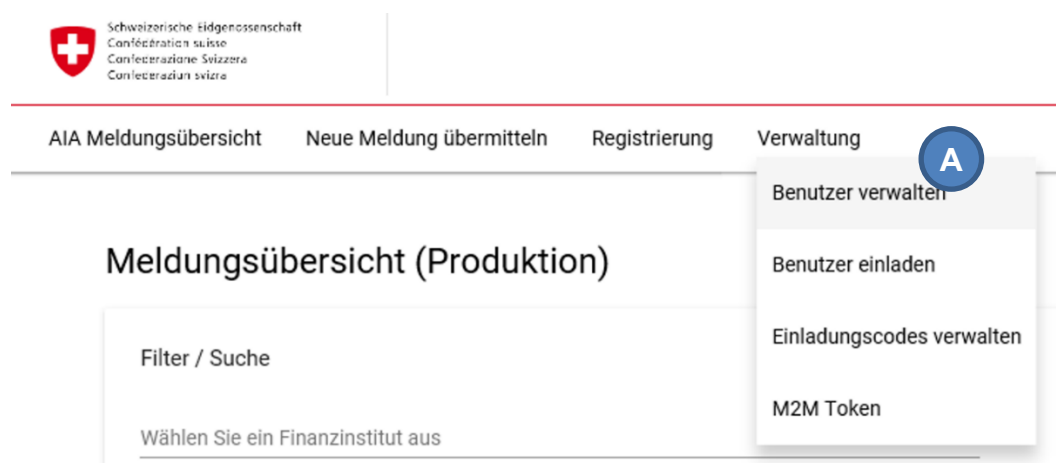 Schweizerische Eidgenossenschaft
Confédération suisse
Confederazione Svizzera
Confederaziun svizra
AIA Meldungsübersicht Neue Meldung übermitteln Registrierung Verwaltung
A
Benutzer verwalten
Benutzer einladen
Einladungscodes verwalten
M2M Token
Meldungsübersicht (Produktion)
Filter / Suche
Wählen Sie ein Finanzinstitut aus